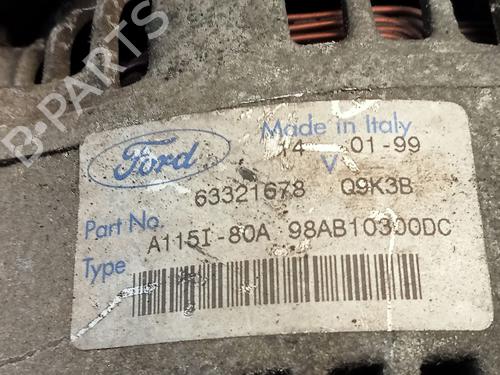 B-PARTS
Ford
Made in Italy
14 V 01-99
63321678 Q9K3B
Part No.
A115I-80A 98AB10300DC
Type